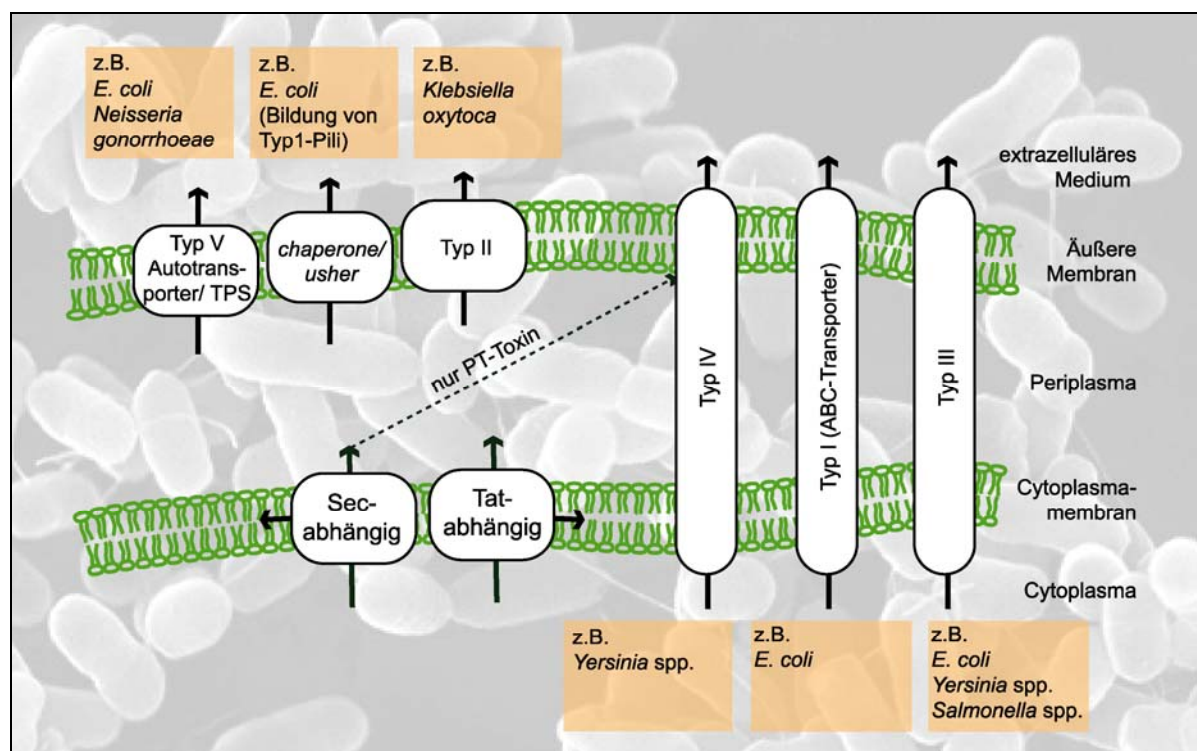 z.B.
E. coli
Neisseria
gonorrhoeae
z.B.
E. coli
(Bildung von
Typ1-Pili)
z.B.
Klebsiella
oxytoca
extrazelluläres
Medium
Typ V
Autotrans-
porter/ TPS
chaperone/
usher
Typ II
Äußere
Membran
nur PT-Toxin
Typ IV
Typ I (ABC-Transporter)
Typ III
Periplasma
Sec-
abhängig
Tat-
abhängig
Cytoplasma-
membran
Cytoplasma
z.B.
Yersinia spp.
z.B.
E. coli
z.B.
E. coli
Yersinia spp.
Salmonella spp.